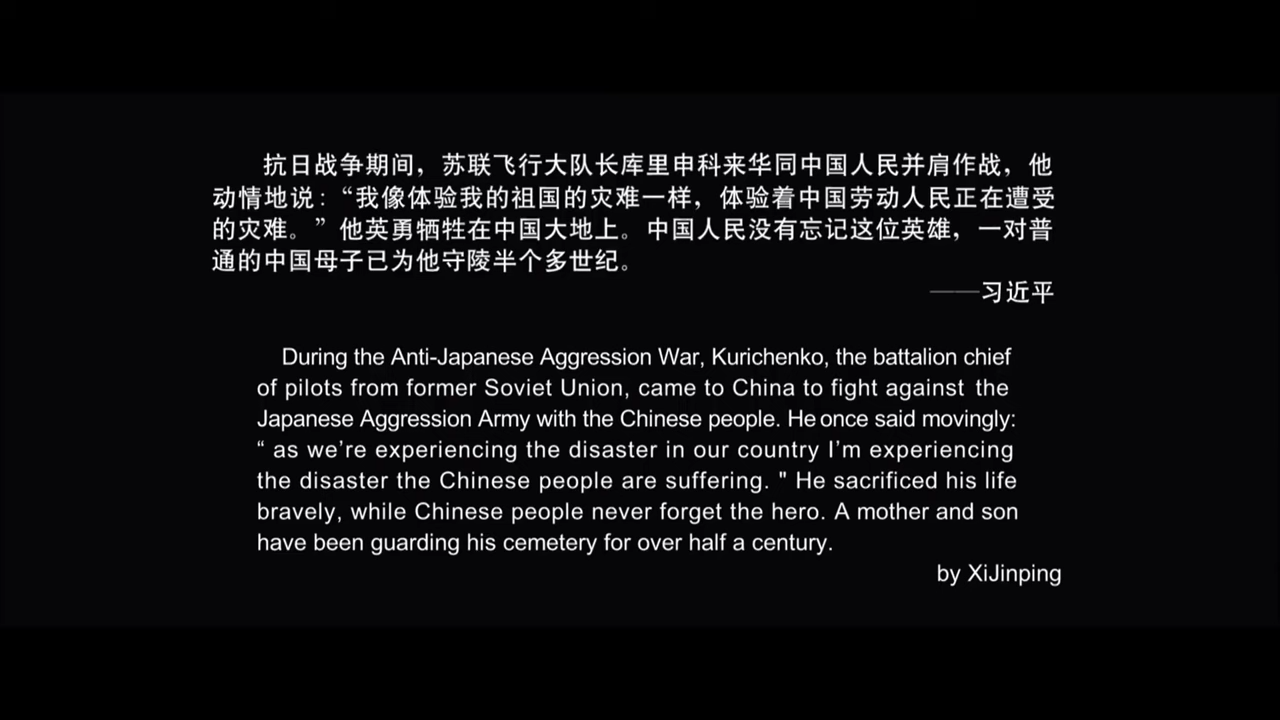 抗日战争期间，苏联飞行大队长库里申科来华同中国人民并肩作战，他
动情地说：“我像体验我的祖国的灾难一样，体验着中国劳动人民正在遭受
的灾难。”他英勇牺牲在中国大地上。中国人民没有忘记这位英雄，一对普
通的中国母子已为他守陵半个多世纪。
——习近平
During the Anti-Japanese Aggression War, Kurichenko, the battalion chief
of pilots from former Soviet Union, came to China to fight against the
Japanese Aggression Army with the Chinese people. He once said movingly:
“ as we’re experiencing the disaster in our country I’m experiencing
the disaster the Chinese people are suffering. " He sacrificed his life
bravely, while Chinese people never forget the hero. A mother and son
have been guarding his cemetery for over half a century.
by XiJinping